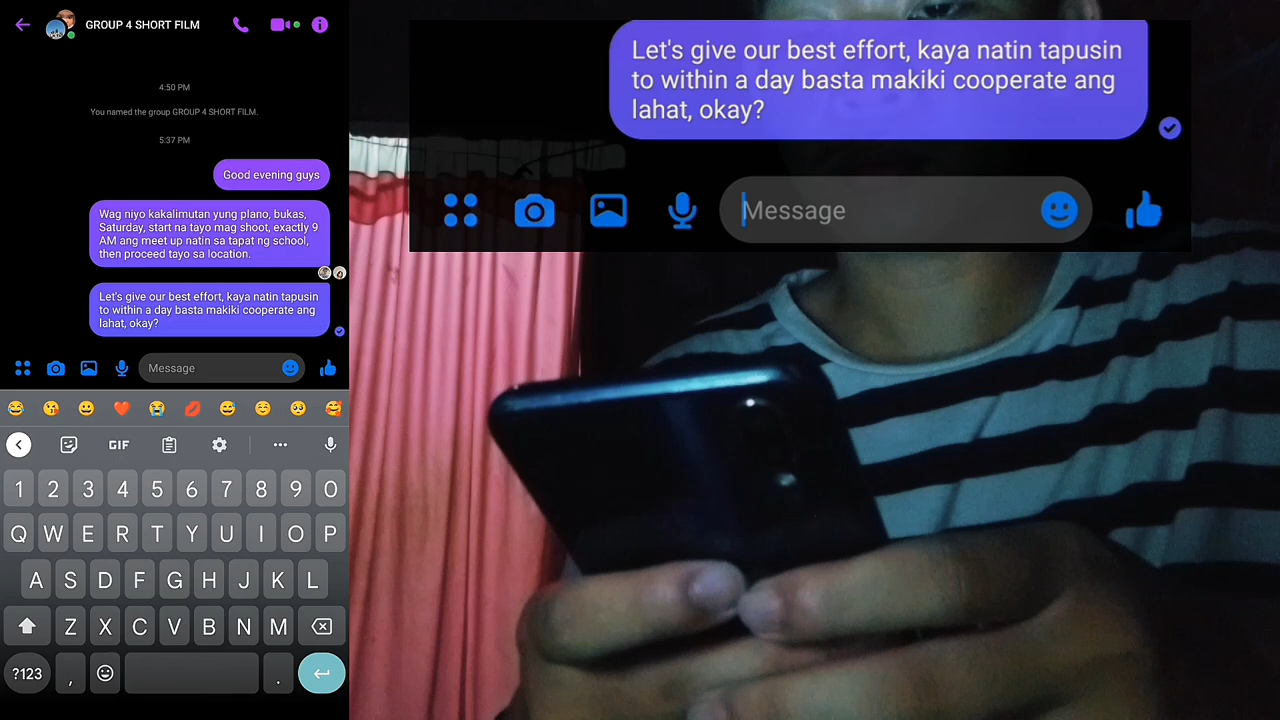 GROUP 4 SHORT FILM
4:50 PM
You named the group GROUP 4 SHORT FILM.
5:37 PM
Good evening guys
Wag niyo kakalimutan yung plano, bukas,
Saturday, start na tayo mag shoot, exactly 9
AM ang meet up natin sa tapat ng school,
then proceed tayo sa location.
Let's give our best effort, kaya natin tapusin
to within a day basta makiki cooperate ang
lahat, okay?
Message
GIF
1 2 3 4 5 6 7 8 9 0
Q W E R T Y U I O P
A S D F G H J K L
Z X C V B N M
?123 , .
Let's give our best effort, kaya natin tapusin
to within a day basta makiki cooperate ang
lahat, okay?
Message